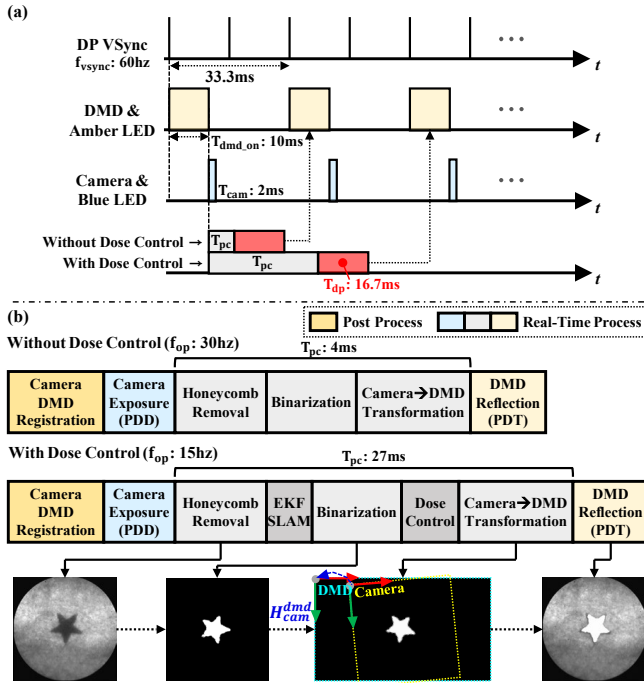 (a)
DP VSync
f_vsync: 60hz
33.3ms
t
DMD &
Amber LED
T_dmd_on: 10ms
t
Camera &
Blue LED
T_cam: 2ms
t
Without Dose Control → T_pc
With Dose Control → T_pc
T_dp: 16.7ms
t
Post Process
Real-Time Process
(b)
Without Dose Control (f_op: 30hz)
T_pc: 4ms
Camera DMD Registration
Camera Exposure (PDD)
Honeycomb Removal
Binarization
Camera→DMD Transformation
DMD Reflection (PDT)
With Dose Control (f_op: 15hz)
T_pc: 27ms
Camera DMD Registration
Camera Exposure (PDD)
Honeycomb Removal
EKF SLAM
Binarization
Dose Control
Camera→DMD Transformation
DMD Reflection (PDT)
H_cam^dmd
DMD
Camera